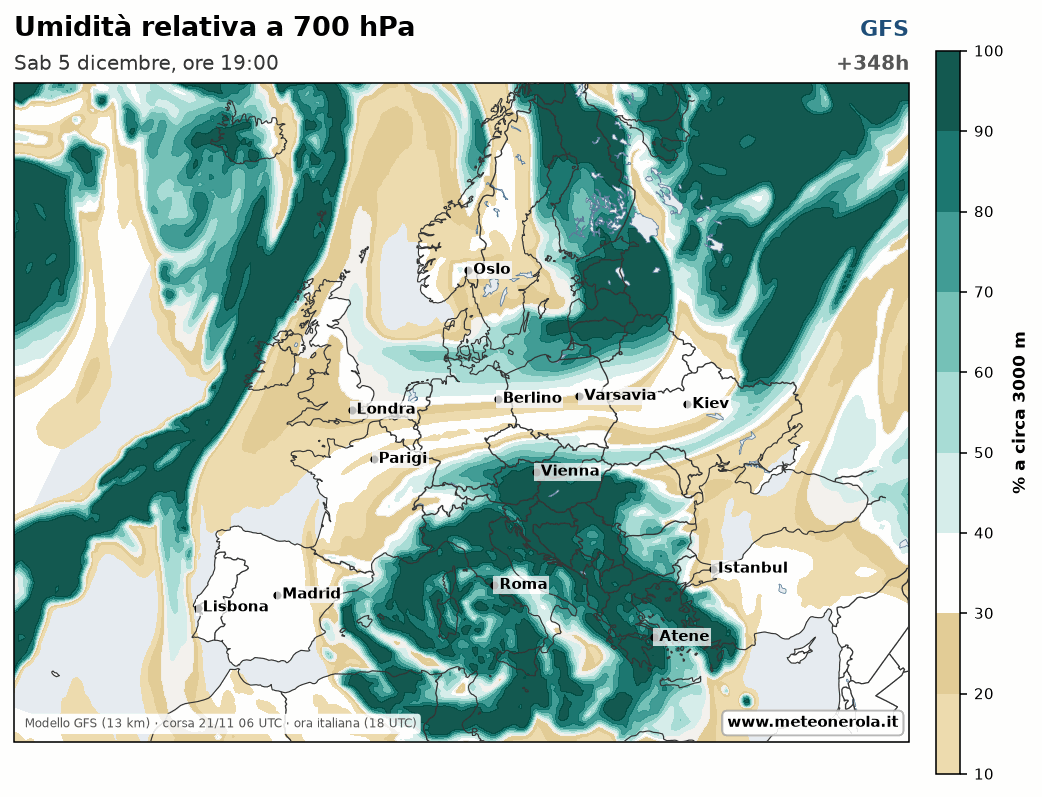 Umidità relativa a 700 hPa
GFS
Sab 5 dicembre, ore 19:00
+348h
100
90
80
70
60
50
40
30
20
10
% a circa 3000 m
Oslo
Berlino
Varsavia
Kiev
Londra
Parigi
Vienna
Istanbul
Roma
Madrid
Lisbona
Atene
Modello GFS (13 km) · corsa 21/11 06 UTC · ora italiana (18 UTC)
www.meteonerola.it